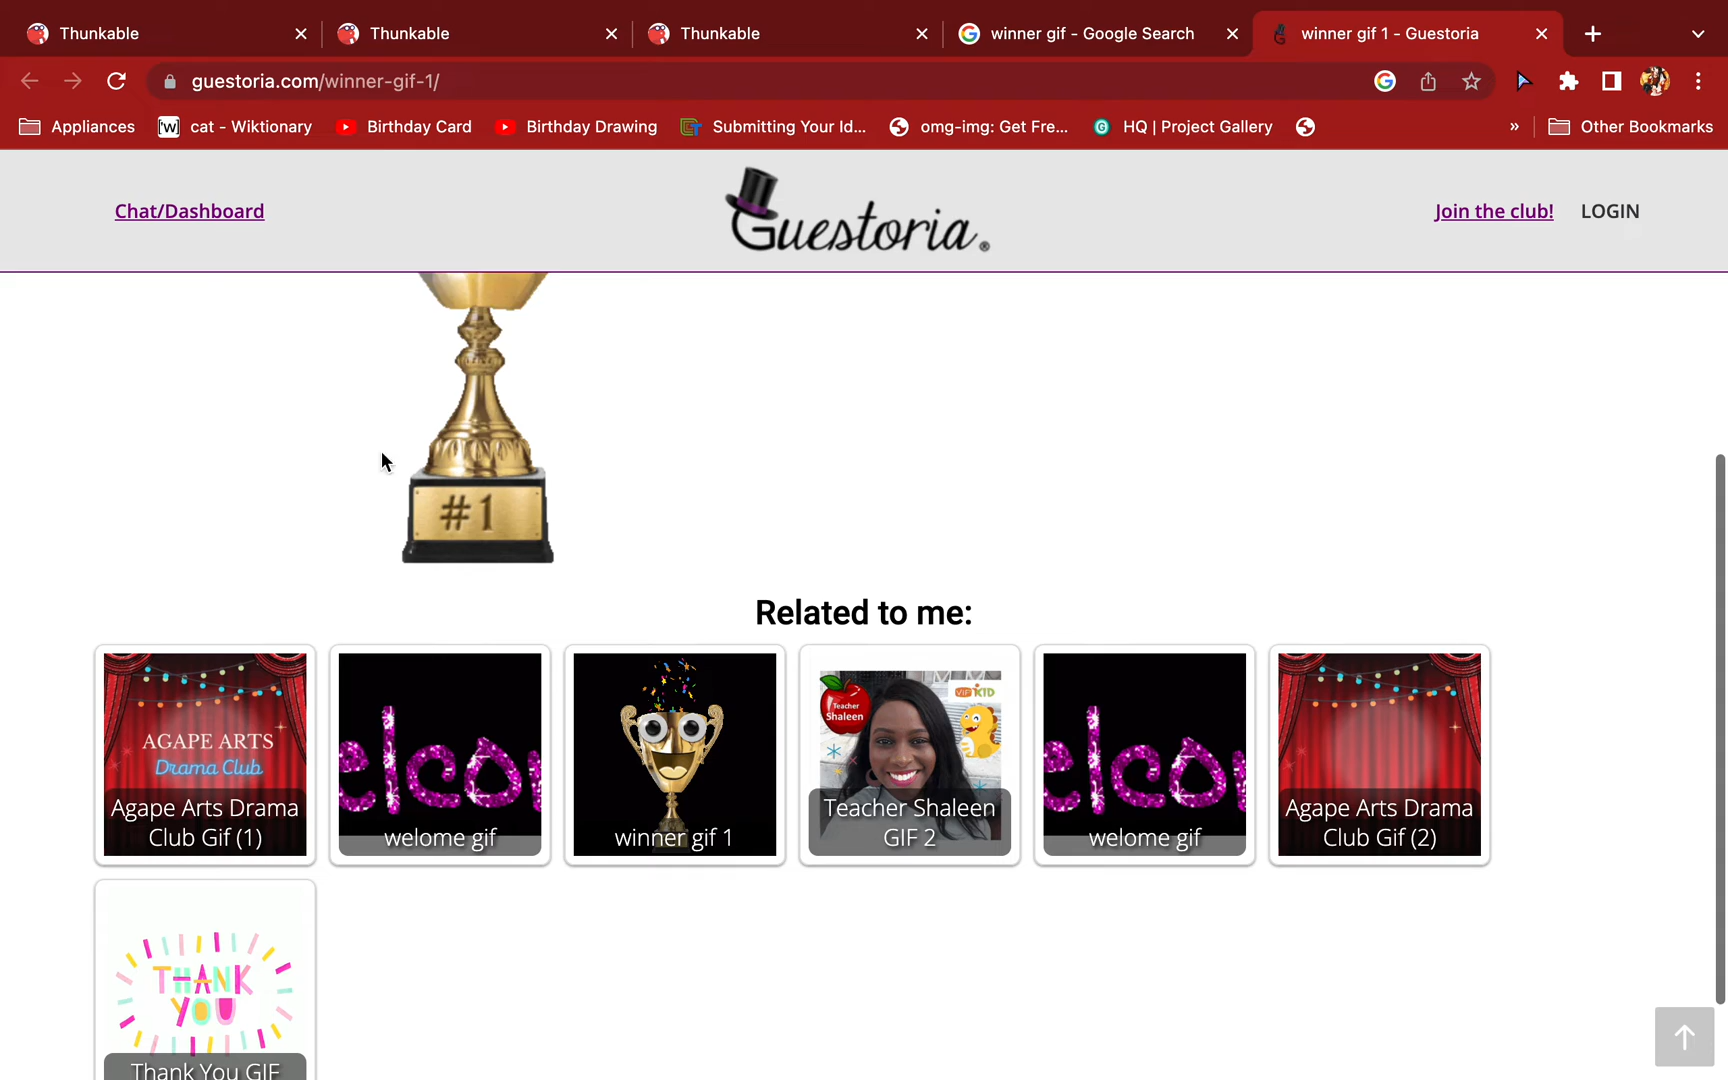 Thunkable
Thunkable
Thunkable
winner gif - Google Search
winner gif 1 - Guestoria
guestoria.com/winner-gif-1/
Appliances
cat - Wiktionary
Birthday Card
Birthday Drawing
Submitting Your Id...
omg-img: Get Fre...
HQ | Project Gallery
»
Other Bookmarks
Chat/Dashboard
Guestoria®
Join the club!
LOGIN
#1
Related to me:
AGAPE ARTS
Drama Club
Agape Arts Drama
Club Gif (1)
elcom
welome gif
winner gif 1
Teacher
Shaleen
VIPKID
Teacher Shaleen
GIF 2
elcom
welome gif
Agape Arts Drama
Club Gif (2)
THANK
YOU
Thank You GIF